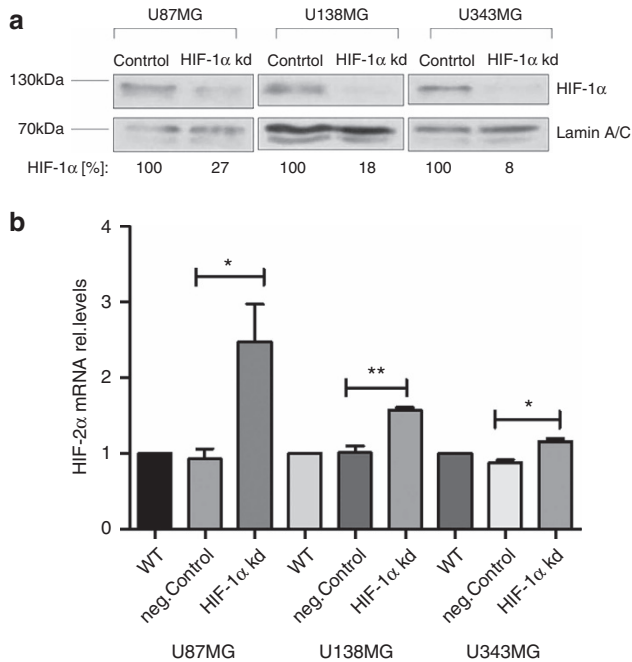 a
U87MG U138MG U343MG
Contrtol HIF-1α kd Contrtol HIF-1α kd Contrtol HIF-1α kd
130kDa HIF-1α
70kDa Lamin A/C
HIF-1α [%]: 100 27 100 18 100 8
b
HIF-2α mRNA rel.levels
4
3
2
1
0
*
**
*
WT neg.Control HIF-1α kd WT neg.Control HIF-1α kd WT neg.Control HIF-1α kd
U87MG U138MG U343MG